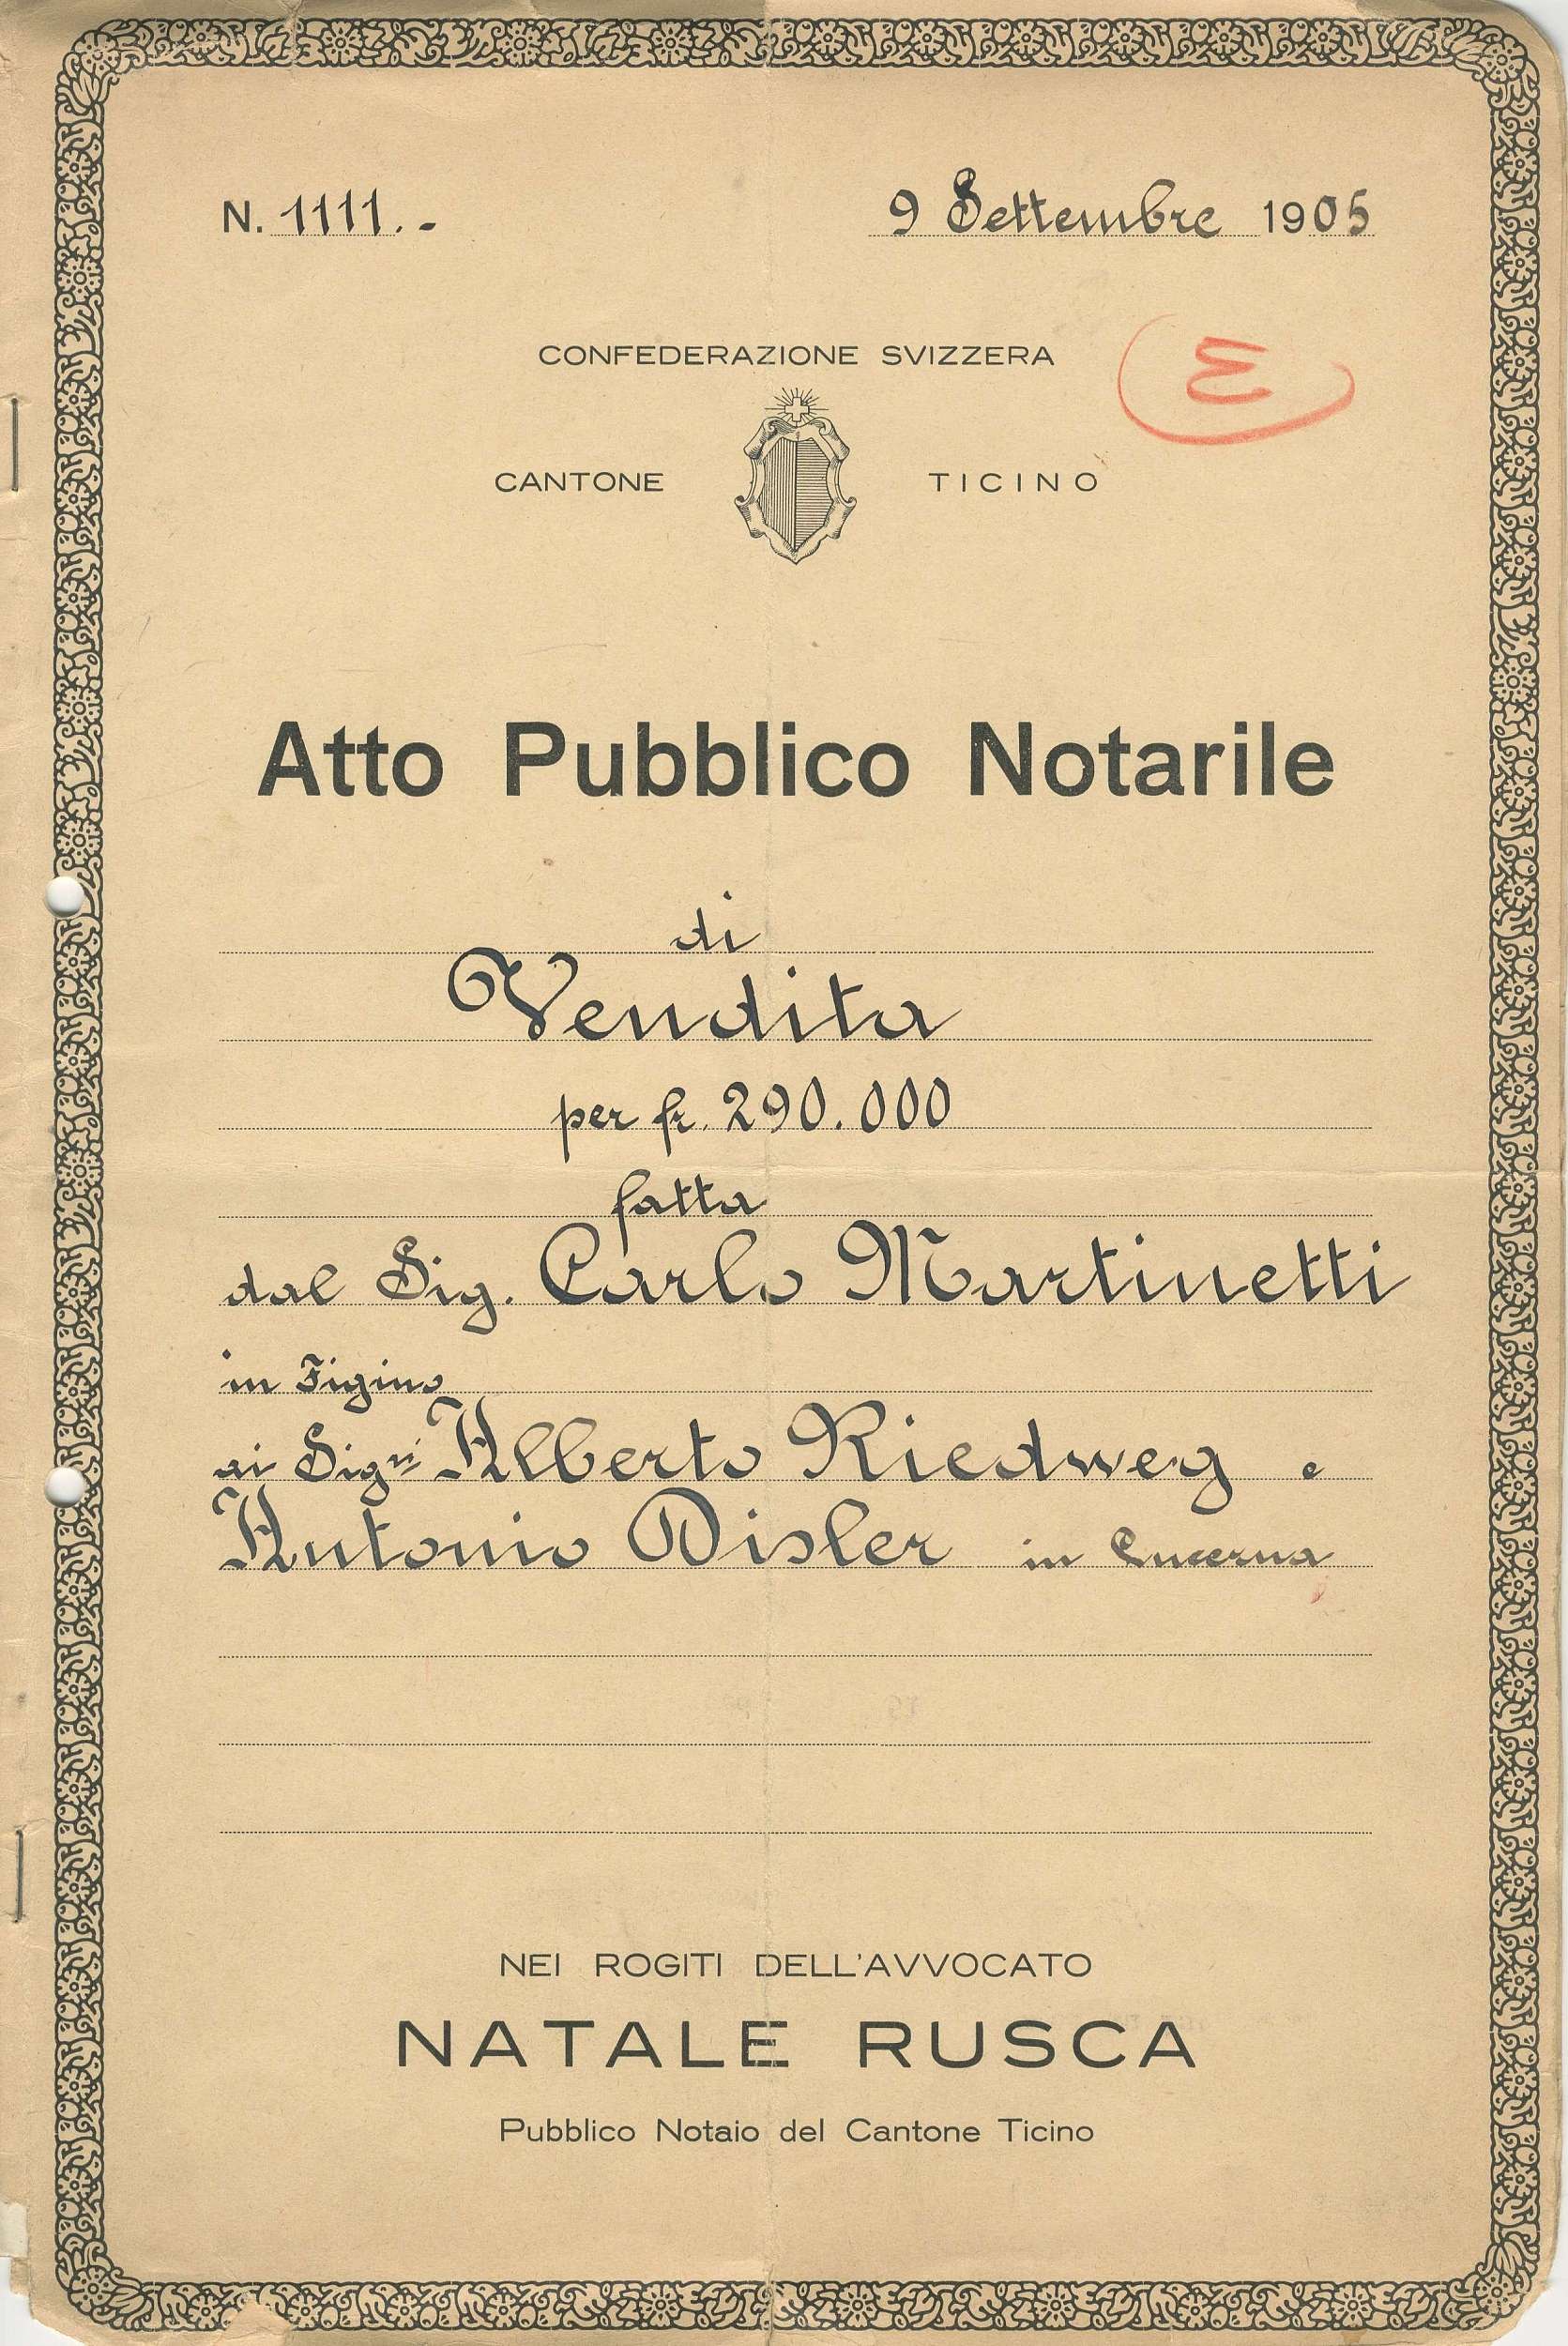 N. 1111. -
9 Settembre 1905
CONFEDERAZIONE SVIZZERA
CANTONE TICINO
E
Atto Pubblico Notarile
di
Vendita
per fr. 290.000
fatta
dal Sig. Carlo Martinetti
in Figino
ai Sigri Alberto Riedweg e
Antonio Disler in Lucerna
NEI ROGITI DELL'AVVOCATO
NATALE RUSCA
Pubblico Notaio del Cantone Ticino